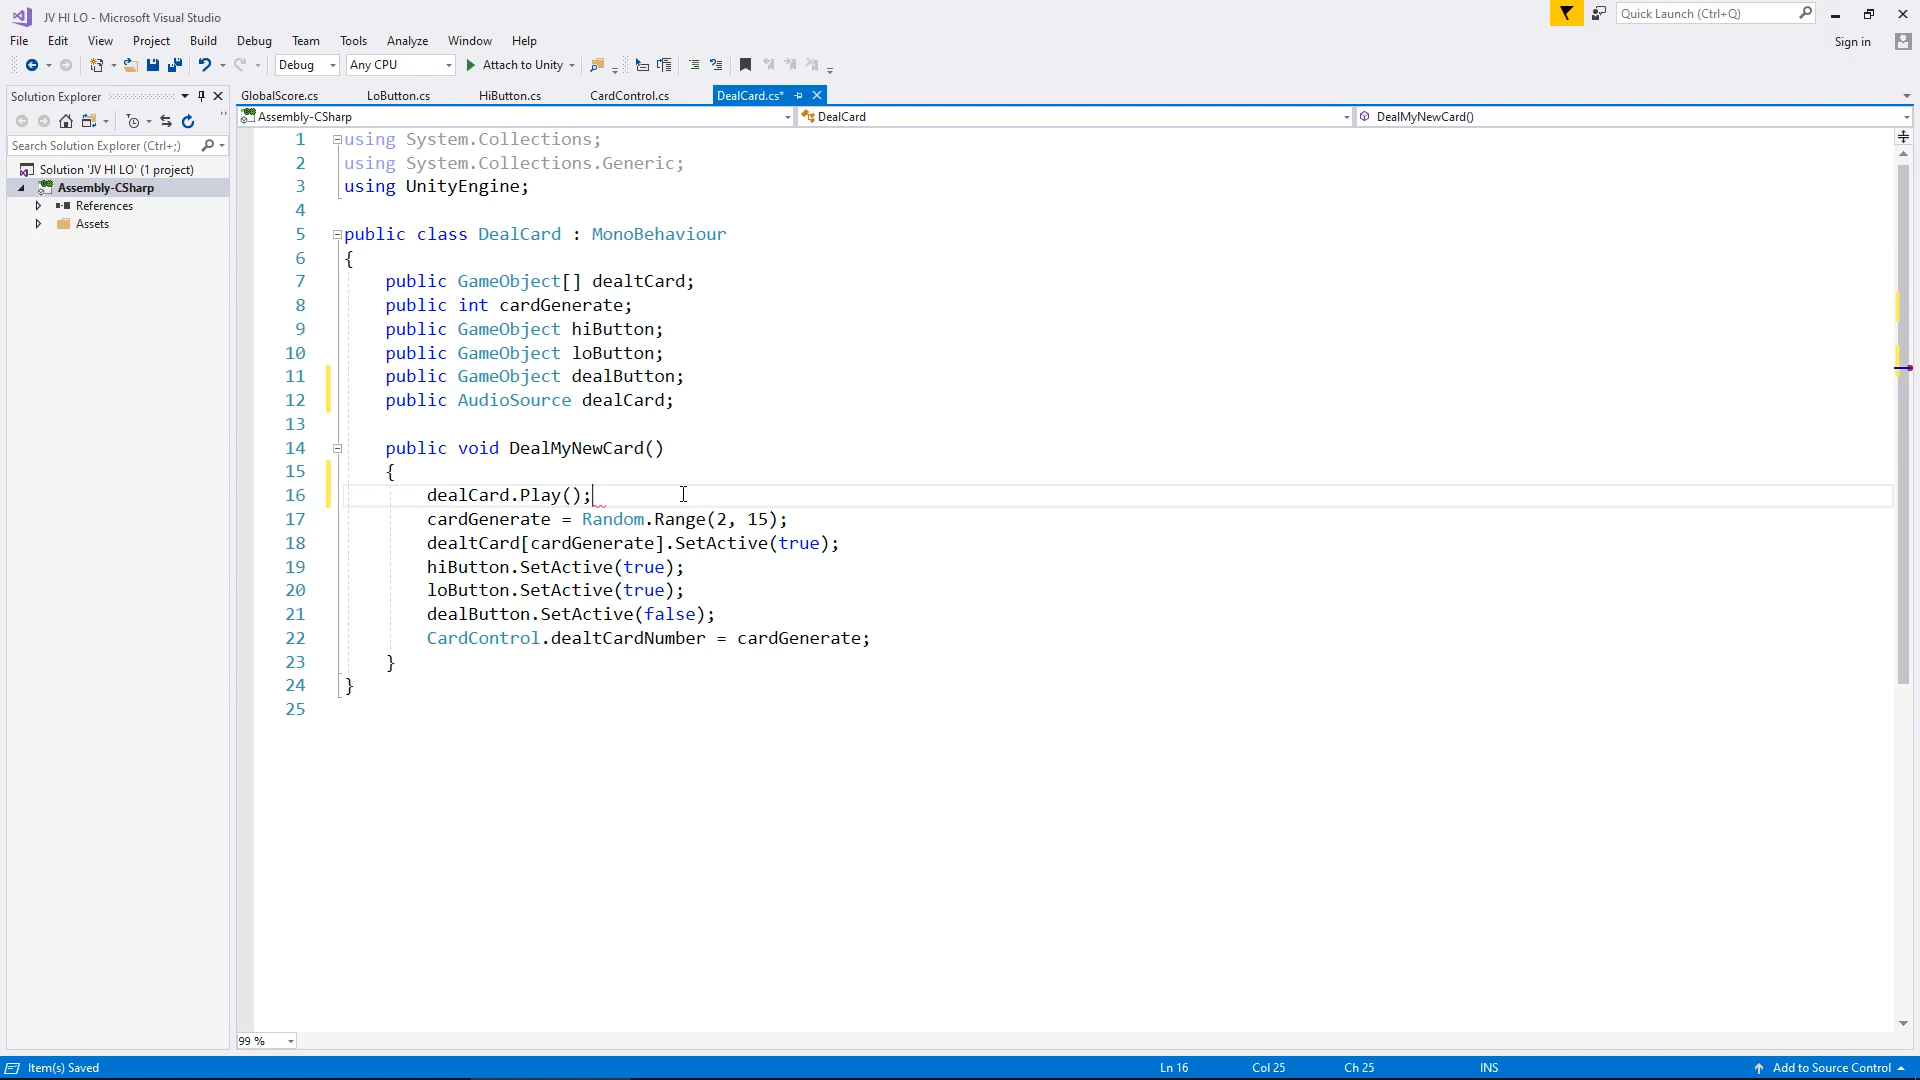 JV HI LO - Microsoft Visual Studio
Quick Launch (Ctrl+Q)
File Edit View Project Build Debug Team Tools Analyze Window Help
Sign in
Debug Any CPU Attach to Unity
Solution Explorer
GlobalScore.cs LoButton.cs HiButton.cs CardControl.cs DealCard.cs*
Assembly-CSharp DealCard DealMyNewCard()
Search Solution Explorer (Ctrl+;)
Solution 'JV HI LO' (1 project)
Assembly-CSharp
References
Assets
1 using System.Collections;
2 using System.Collections.Generic;
3 using UnityEngine;
4
5 public class DealCard : MonoBehaviour
6 {
7 public GameObject[] dealtCard;
8 public int cardGenerate;
9 public GameObject hiButton;
10 public GameObject loButton;
11 public GameObject dealButton;
12 public AudioSource dealCard;
13
14 public void DealMyNewCard()
15 {
16 dealCard.Play();
17 cardGenerate = Random.Range(2, 15);
18 dealtCard[cardGenerate].SetActive(true);
19 hiButton.SetActive(true);
20 loButton.SetActive(true);
21 dealButton.SetActive(false);
22 CardControl.dealtCardNumber = cardGenerate;
23 }
24 }
25
99 %
Item(s) Saved Ln 16 Col 25 Ch 25 INS Add to Source Control